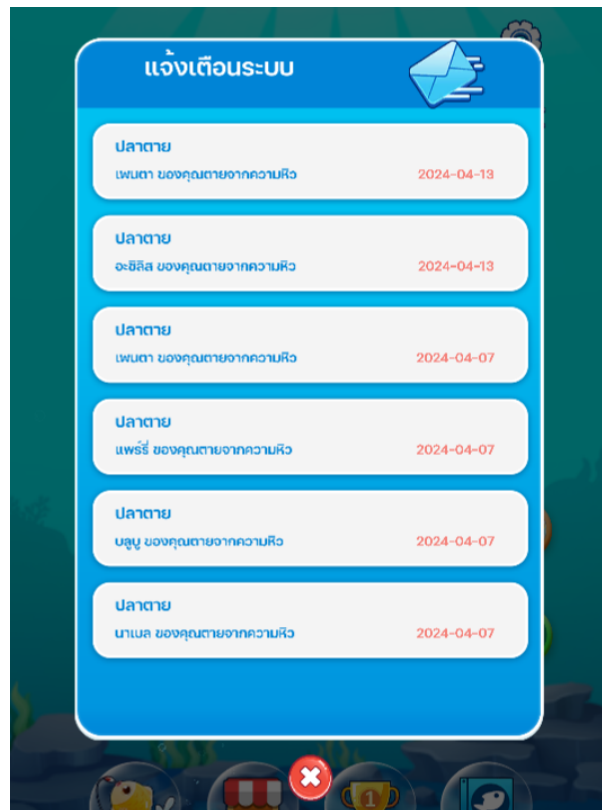 แจ้งเตือนระบบ
ปลาตาย
เพนตา ของคุณตายจากความหิว 2024-04-13
ปลาตาย
อะซิลิส ของคุณตายจากความหิว 2024-04-13
ปลาตาย
เพนตา ของคุณตายจากความหิว 2024-04-07
ปลาตาย
แพร์รี่ ของคุณตายจากความหิว 2024-04-07
ปลาตาย
บลูบู ของคุณตายจากความหิว 2024-04-07
ปลาตาย
นาเบล ของคุณตายจากความหิว 2024-04-07
1